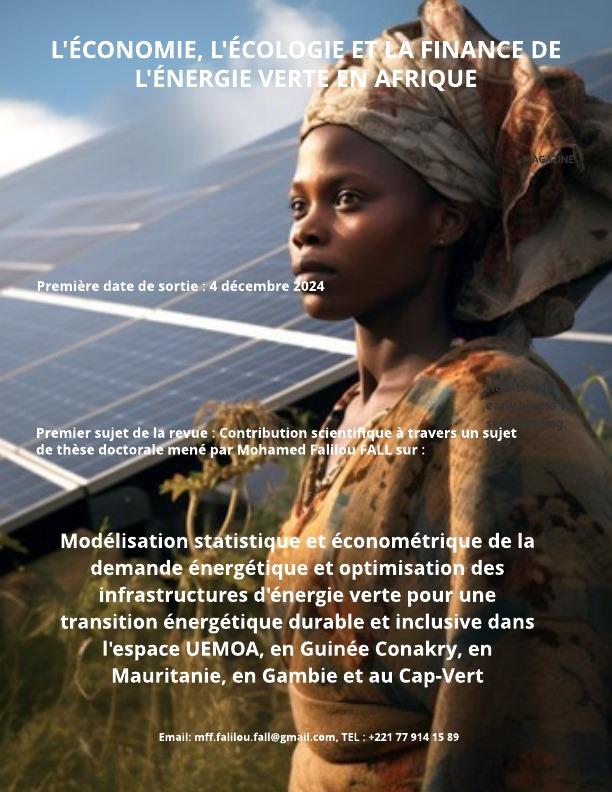 L'ÉCONOMIE, L'ÉCOLOGIE ET LA FINANCE DE
L'ÉNERGIE VERTE EN AFRIQUE
MAGAZINE
Première date de sortie : 4 décembre 2024
Premier sujet de la revue : Contribution scientifique à travers un sujet
de thèse doctorale mené par Mohamed Falilou FALL sur :
Modélisation statistique et économétrique de la
demande énergétique et optimisation des
infrastructures d'énergie verte pour une
transition énergétique durable et inclusive dans
l'espace UEMOA, en Guinée Conakry, en
Mauritanie, en Gambie et au Cap-Vert
Email: mff.falilou.fall@gmail.com, TEL : +221 77 914 15 89